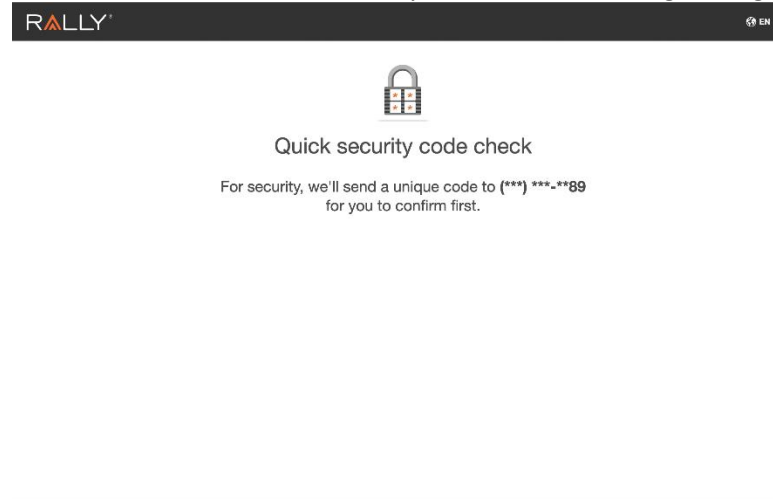 RALLY®
EN
Quick security code check
For security, we'll send a unique code to (***) ***-**89
for you to confirm first.